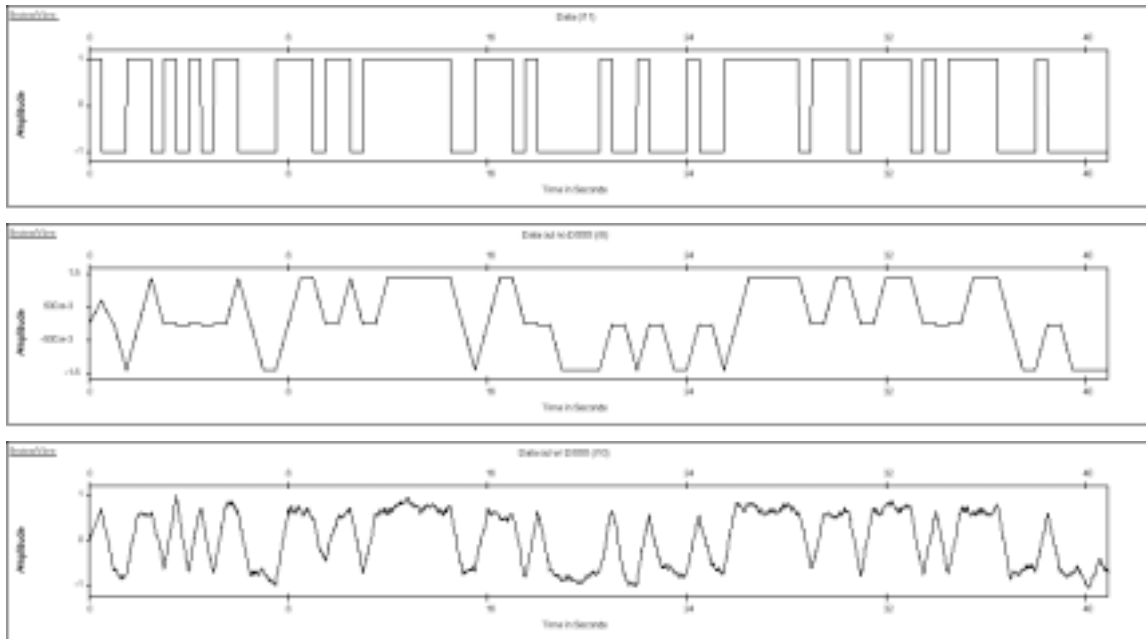 SystemView
Data (#1)
0 8 16 24 32 40
Amplitude
1
0
-1
0 8 16 24 32 40
Time in Seconds
SystemView
0 8 16 24 32 40
Amplitude
1.5
500.e-3
-500.e-3
-1.5
0 8 16 24 32 40
Time in Seconds
SystemView
0 8 16 24 32 40
Amplitude
1
0
-1
0 8 16 24 32 40
Time in Seconds